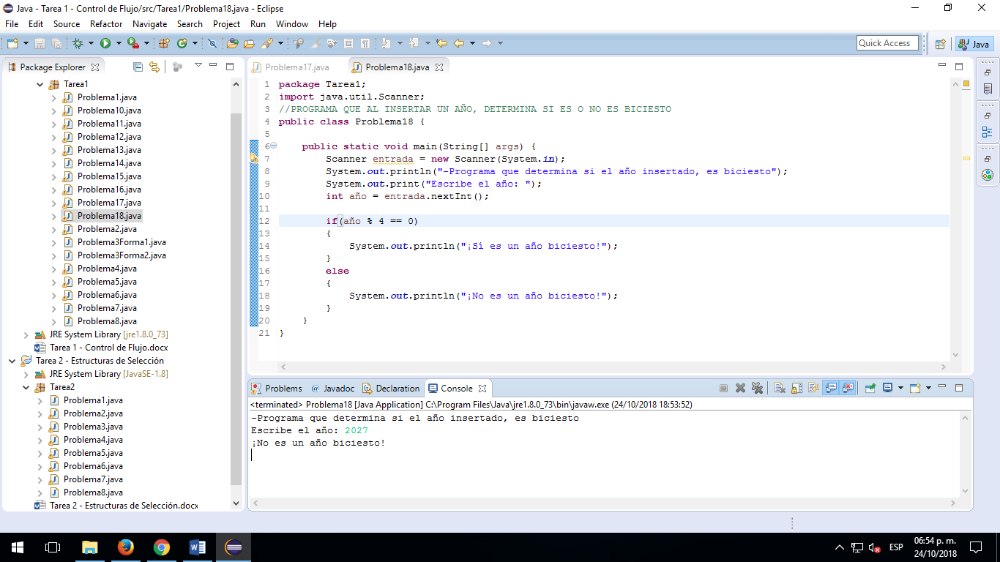 Java - Tarea 1 - Control de Flujo/src/Tarea1/Problema18.java - Eclipse
File Edit Source Refactor Navigate Search Project Run Window Help
Quick Access
Java
Package Explorer
Tarea1
Problema1.java
Problema10.java
Problema11.java
Problema12.java
Problema13.java
Problema14.java
Problema15.java
Problema16.java
Problema17.java
Problema18.java
Problema2.java
Problema3Forma1.java
Problema3Forma2.java
Problema4.java
Problema5.java
Problema6.java
Problema7.java
Problema8.java
JRE System Library [jre1.8.0_73]
Tarea 1 - Control de Flujo.docx
Tarea 2 - Estructuras de Selección
JRE System Library [JavaSE-1.8]
Tarea2
Problema1.java
Problema2.java
Problema3.java
Problema4.java
Problema5.java
Problema6.java
Problema7.java
Problema8.java
Tarea 2 - Estructuras de Selección.docx
Problema17.java Problema18.java
1 package Tarea1;
2 import java.util.Scanner;
3 //PROGRAMA QUE AL INSERTAR UN AÑO, DETERMINA SI ES O NO ES BICIESTO
4 public class Problema18 {
5
6 public static void main(String[] args) {
7 Scanner entrada = new Scanner(System.in);
8 System.out.println("-Programa que determina si el año insertado, es biciesto");
9 System.out.print("Escribe el año: ");
10 int año = entrada.nextInt();
11
12 if(año % 4 == 0)
13 {
14 System.out.println("¡Sí es un año biciesto!");
15 }
16 else
17 {
18 System.out.println("¡No es un año biciesto!");
19 }
20 }
21 }
Problems @ Javadoc Declaration Console
<terminated> Problema18 [Java Application] C:\Program Files\Java\jre1.8.0_73\bin\javaw.exe (24/10/2018 18:53:52)
-Programa que determina si el año insertado, es biciesto
Escribe el año: 2027
¡No es un año biciesto!
ESP
06:54 p. m.
24/10/2018